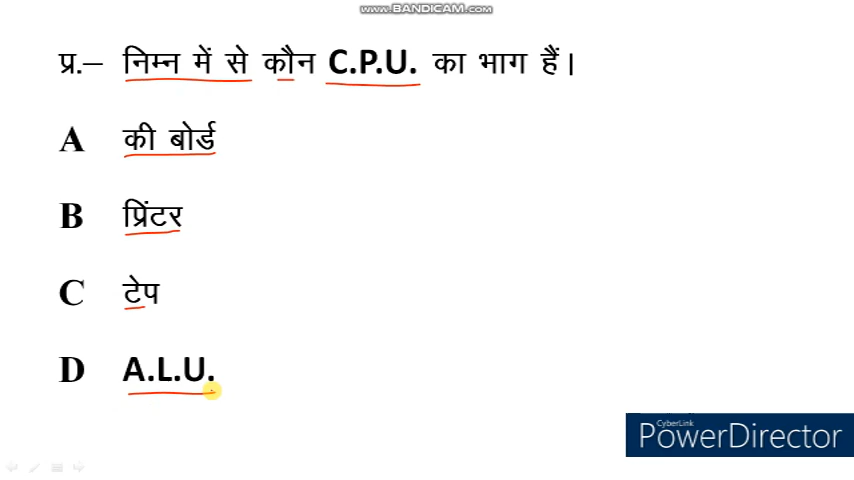 www.BANDICAM.com
प्र.– निम्न में से कौन C.P.U. का भाग हैं।
A की बोर्ड
B प्रिंटर
C टेप
D A.L.U.
CyberLink
PowerDirector